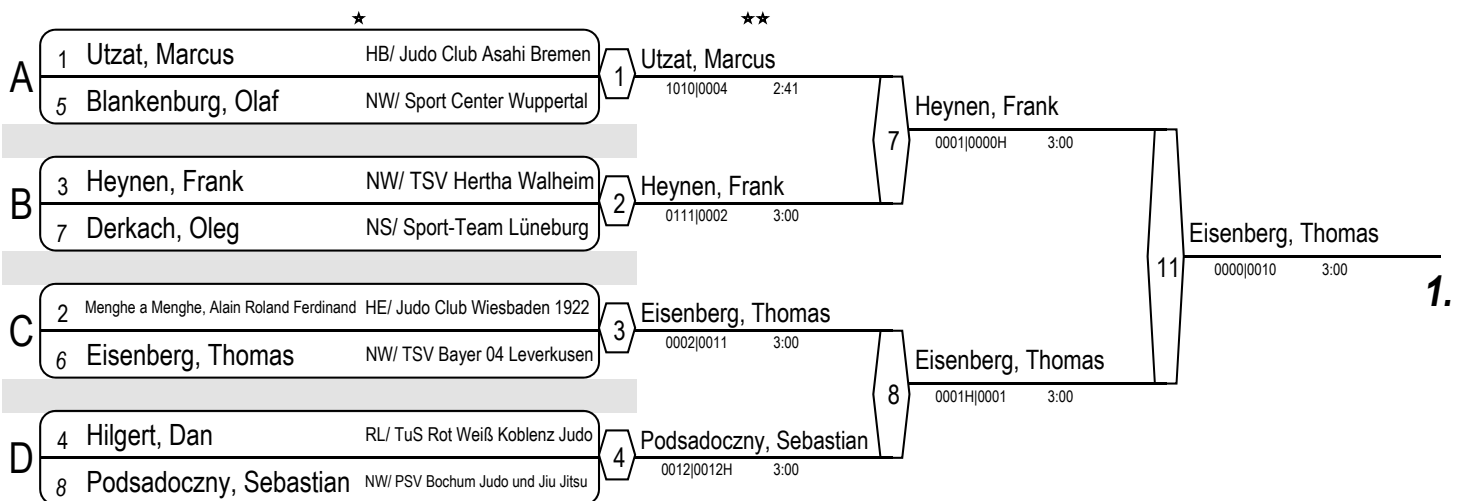 ★ ★★
A
1 Utzat, Marcus HB/ Judo Club Asahi Bremen
5 Blankenburg, Olaf NW/ Sport Center Wuppertal
1
Utzat, Marcus
1010|0004 2:41
B
3 Heynen, Frank NW/ TSV Hertha Walheim
7 Derkach, Oleg NS/ Sport-Team Lüneburg
2
Heynen, Frank
0111|0002 3:00
C
2 Menghe a Menghe, Alain Roland Ferdinand HE/ Judo Club Wiesbaden 1922
6 Eisenberg, Thomas NW/ TSV Bayer 04 Leverkusen
3
Eisenberg, Thomas
0002|0011 3:00
D
4 Hilgert, Dan RL/ TuS Rot Weiß Koblenz Judo
8 Podsadoczny, Sebastian NW/ PSV Bochum Judo und Jiu Jitsu
4
Podsadoczny, Sebastian
0012|0012H 3:00
7
Heynen, Frank
0001|0000H 3:00
8
Eisenberg, Thomas
0001H|0001 3:00
11
Eisenberg, Thomas
0000|0010 3:00
1.